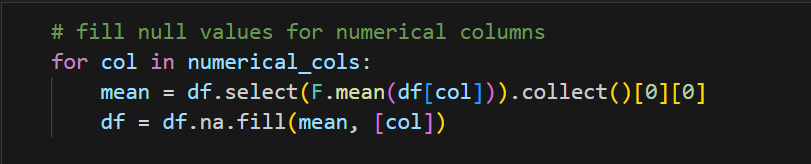 # fill null values for numerical columns
for col in numerical_cols:
    mean = df.select(F.mean(df[col])).collect()[0][0]
    df = df.na.fill(mean, [col])